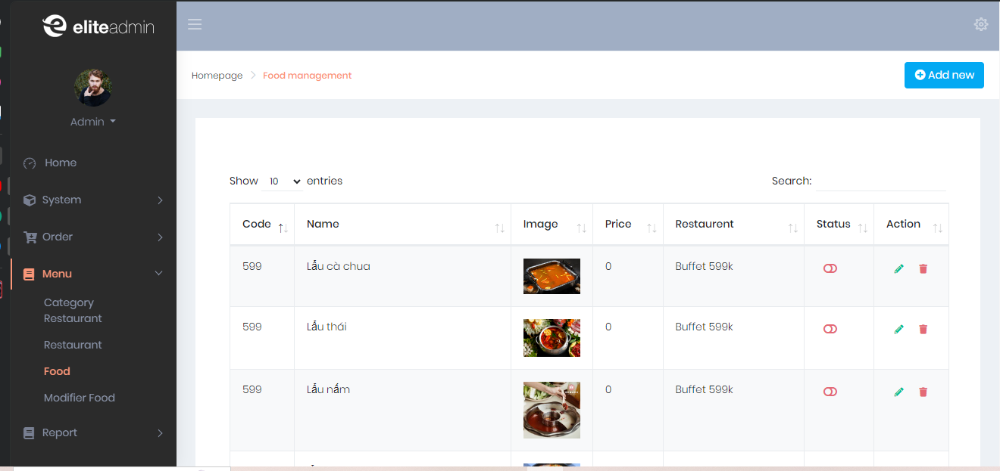 eliteadmin
Homepage
Food management
Add new
Admin
Home
System
Order
Menu
Category
Restaurant
Restaurant
Food
Modifier Food
Report
Show 10 entries
Search:
Code Name Image Price Restaurent Status Action
599 Lẩu cà chua 0 Buffet 599k
599 Lẩu thái 0 Buffet 599k
599 Lẩu nấm 0 Buffet 599k